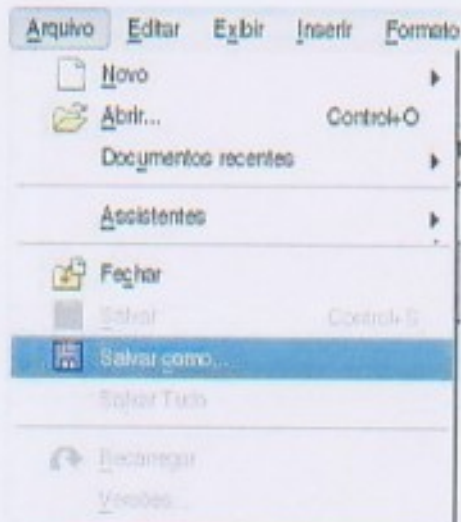 Arquivo Editar Exibir Inserir Formato
Novo
Abrir... Control+O
Documentos recentes
Assistentes
Fechar
Salvar Control+S
Salvar como...
Salvar Tudo
Recarregar
Versões...